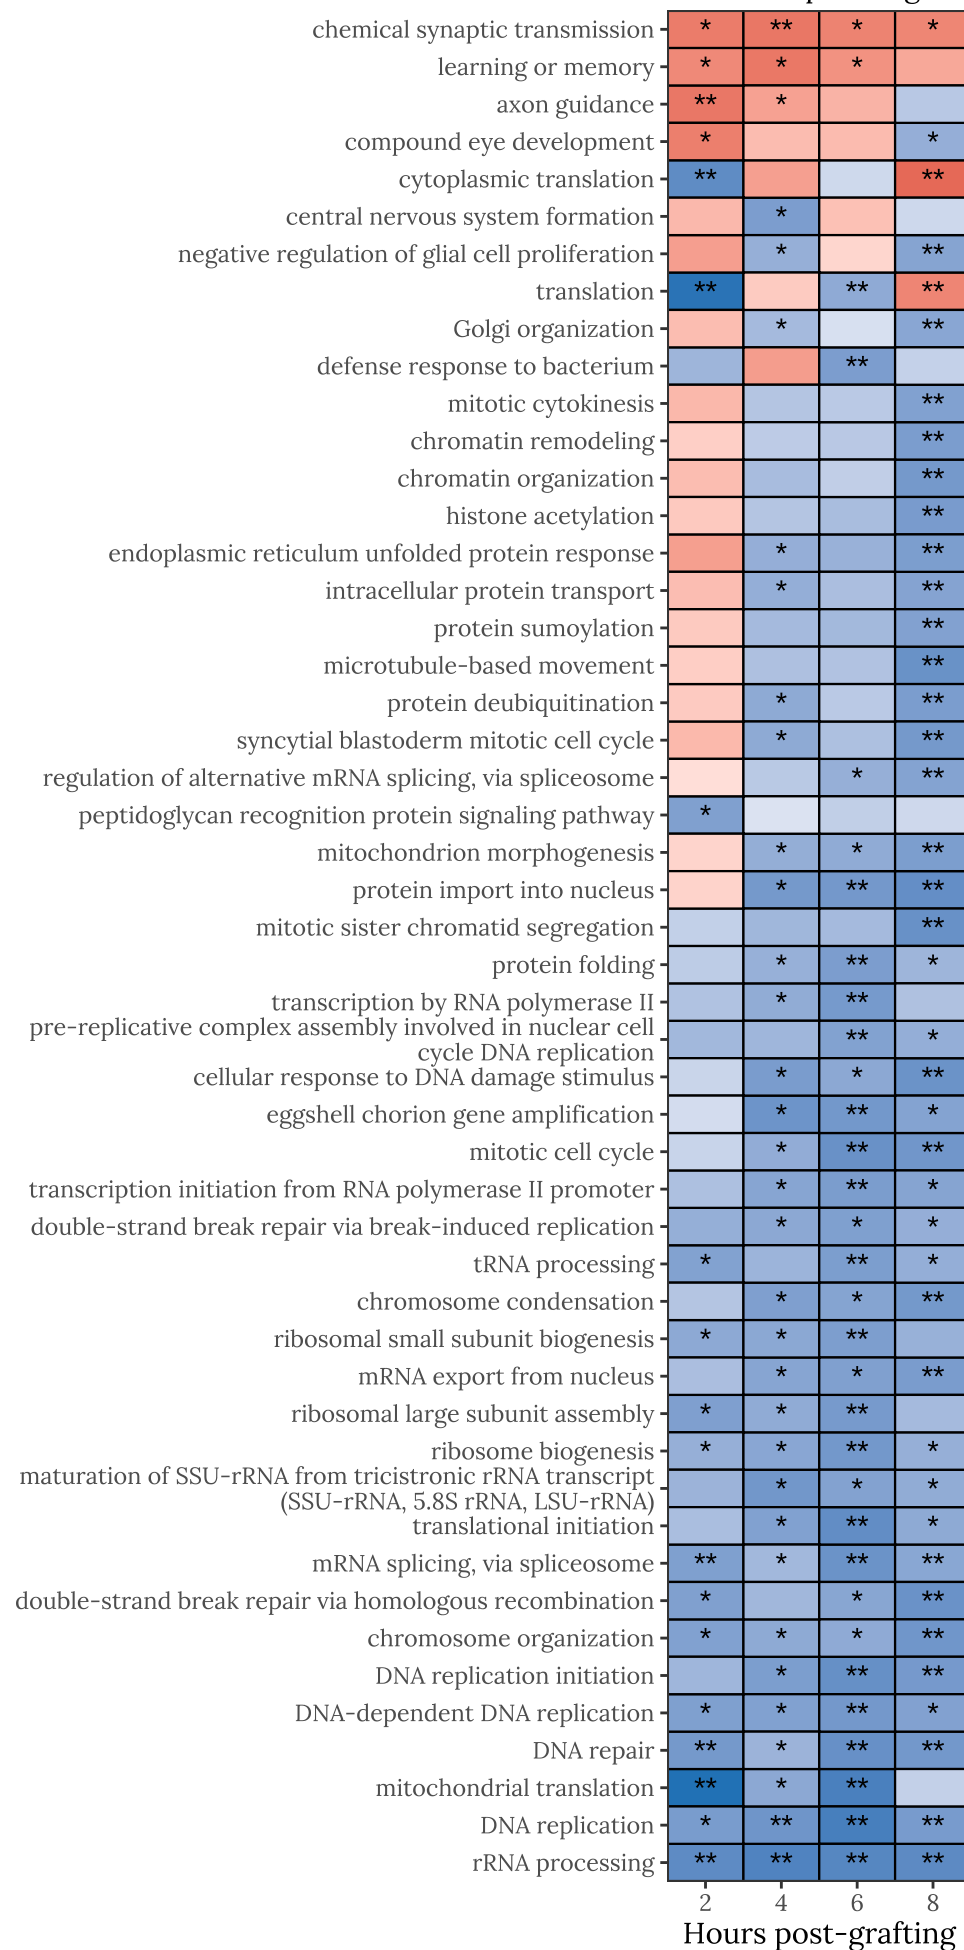 chemical synaptic transmission * ** * *
learning or memory * * *
axon guidance ** *
compound eye development * *
cytoplasmic translation ** **
central nervous system formation *
negative regulation of glial cell proliferation * **
translation ** ** **
Golgi organization * **
defense response to bacterium **
mitotic cytokinesis **
chromatin remodeling **
chromatin organization **
histone acetylation **
endoplasmic reticulum unfolded protein response * **
intracellular protein transport * **
protein sumoylation **
microtubule-based movement **
protein deubiquitination * **
syncytial blastoderm mitotic cell cycle * **
regulation of alternative mRNA splicing, via spliceosome * **
peptidoglycan recognition protein signaling pathway *
mitochondrion morphogenesis * * **
protein import into nucleus * ** **
mitotic sister chromatid segregation **
protein folding * ** *
transcription by RNA polymerase II * **
pre-replicative complex assembly involved in nuclear cell
cycle DNA replication ** *
cellular response to DNA damage stimulus * * **
eggshell chorion gene amplification * ** *
mitotic cell cycle * ** **
transcription initiation from RNA polymerase II promoter * ** *
double-strand break repair via break-induced replication * * *
tRNA processing * ** *
chromosome condensation * * **
ribosomal small subunit biogenesis * * **
mRNA export from nucleus * * **
ribosomal large subunit assembly * * **
ribosome biogenesis * * ** *
maturation of SSU-rRNA from tricistronic rRNA transcript
(SSU-rRNA, 5.8S rRNA, LSU-rRNA) * * *
translational initiation * ** *
mRNA splicing, via spliceosome ** * ** **
double-strand break repair via homologous recombination * * **
chromosome organization * * * **
DNA replication initiation * ** **
DNA-dependent DNA replication * * ** *
DNA repair ** * ** **
mitochondrial translation ** * **
DNA replication * ** ** **
rRNA processing ** ** ** **
2 4 6 8
Hours post-grafting